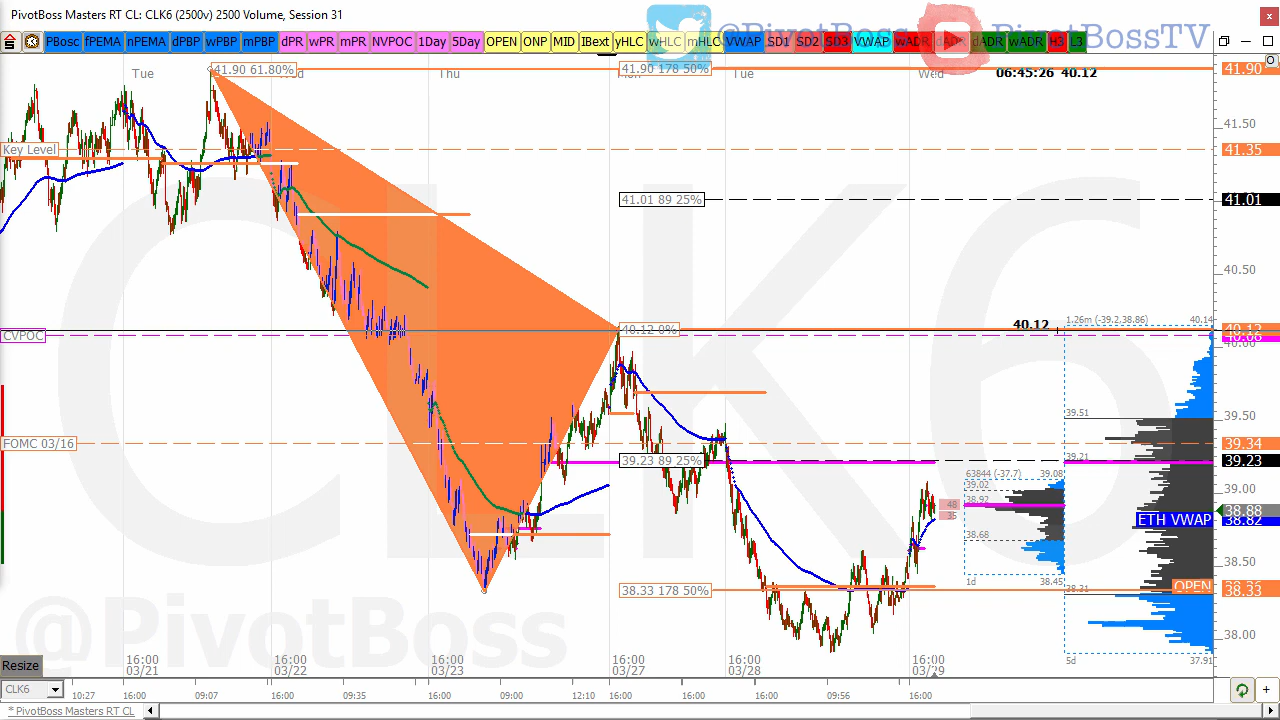 PivotBoss Masters RT CL: CLK6 (2500v) 2500 Volume, Session 31
@PivotBoss PivotBossTV
PBosc fPEMA nPEMA dPBP wPBP mPBP dPR wPR mPR NVPOC 1Day 5Day OPEN ONP MID IBext yHLC wHLC mHLC VWAP SD1 SD2 SD3 VWAP wADR dADR dADR wADR H3 L3
41.90 61.80%
41.90 178 50%
41.90
Tue
Thu
Tue
Wed
06:45:26 40.12
41.50
Key Level
41.35
41.01 89 25%
41.01
40.50
40.12 0%
40.12
1.26m (-39.2,38.86)
40.14
CVPOC
39.51
39.50
FOMC 03/16
39.34
39.23 89 25%
39.21
39.23
63844 (-37.7)
39.08
39.02
39.00
38.92
48
35
38.88
ETH VWAP
38.82
38.68
38.50
1d
38.45
38.33 178 50%
38.31
OPEN
38.33
38.00
5d
37.91
CLK6
@PivotBoss
Resize
16:00 16:00 16:00 16:00 16:00 16:00
03/21 03/22 03/23 03/27 03/28 03/29
CLK6
10:27 16:00 09:07 16:00 09:35 16:00 09:00 12:10 16:00 16:00 16:00 09:56 16:00
* PivotBoss Masters RT CL